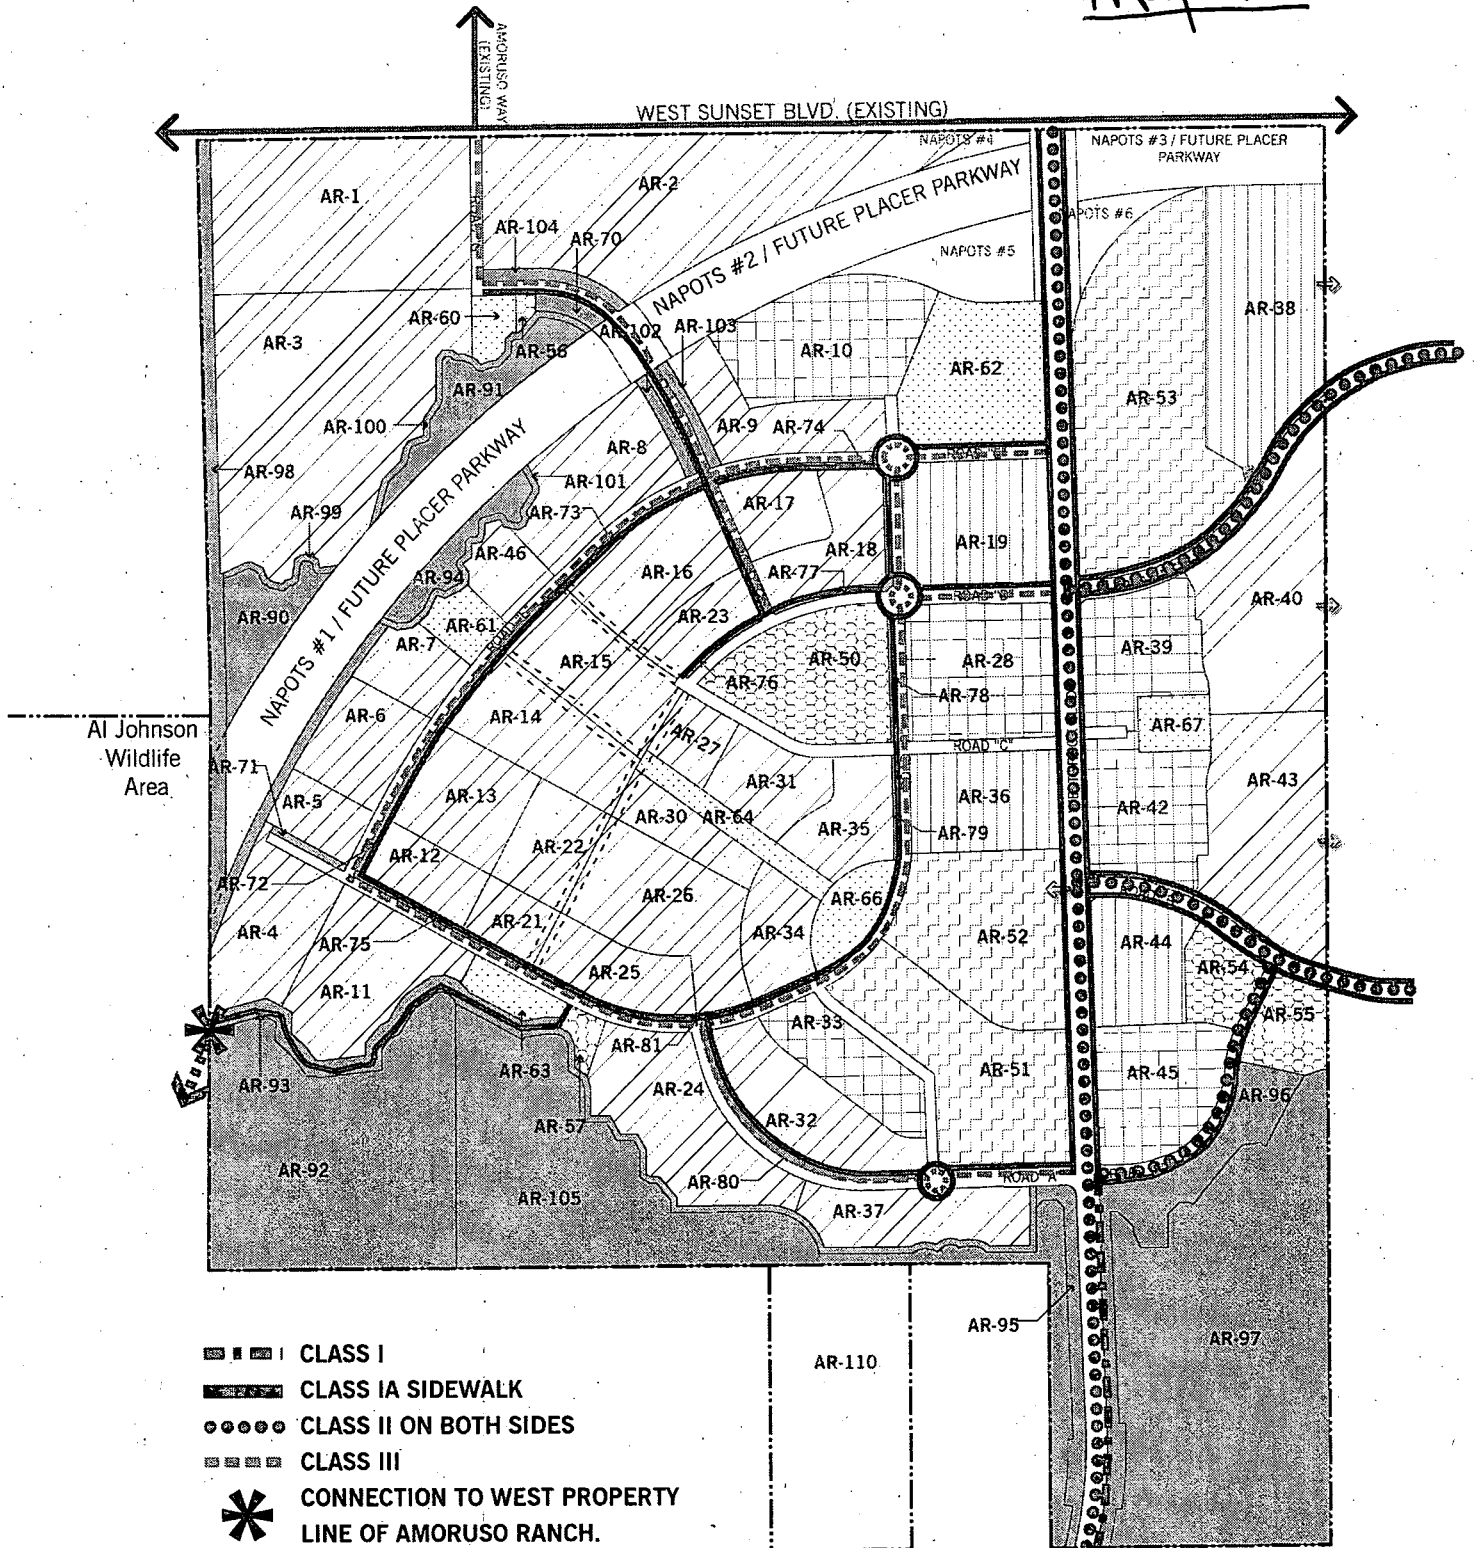 AMORUSO WAY
(EXISTING)
WEST SUNSET BLVD. (EXISTING)
NAPOTS #4
NAPOTS #3 / FUTURE PLACER
PARKWAY
AR-1
AR-2
NAPOTS #2 / FUTURE PLACER PARKWAY
APOTS #6
AR-104
AR-70
NAPOTS #5
AR-38
AR-60
AR-102
AR-103
AR-3
AR-56
AR-10
AR-62
AR-91
AR-53
AR-100
AR-9
AR-74
AR-8
ROAD "E"
AR-98
AR-101
AR-17
AR-99
AR-73
NAPOTS #1 / FUTURE PLACER PARKWAY
AR-46
AR-18
AR-19
AR-94
AR-16
AR-77
ROAD "D"
AR-40
AR-90
AR-61
AR-23
AR-7
AR-15
AR-50
AR-28
AR-39
AR-76
AR-78
AR-6
AR-14
AR-67
Al Johnson
Wildlife
Area
AR-27
ROAD "C"
AR-71
AR-5
AR-13
AR-31
AR-36
AR-42
AR-43
AR-30
AR-64
AR-35
AR-79
AR-22
AR-12
AR-72
AR-26
AR-66
AR-4
AR-75
AR-21
AR-34
AR-52
AR-44
AR-25
AR-54
AR-11
AR-33
AR-55
AR-81
AR-93
AR-63
AR-24
AR-51
AR-45
AR-96
AR-57
AR-32
AR-92
AR-105
AR-80
ROAD "A"
AR-37
AR-95
AR-97
AR-110
CLASS I
CLASS IA SIDEWALK
CLASS II ON BOTH SIDES
CLASS III
CONNECTION TO WEST PROPERTY
LINE OF AMORUSO RANCH.